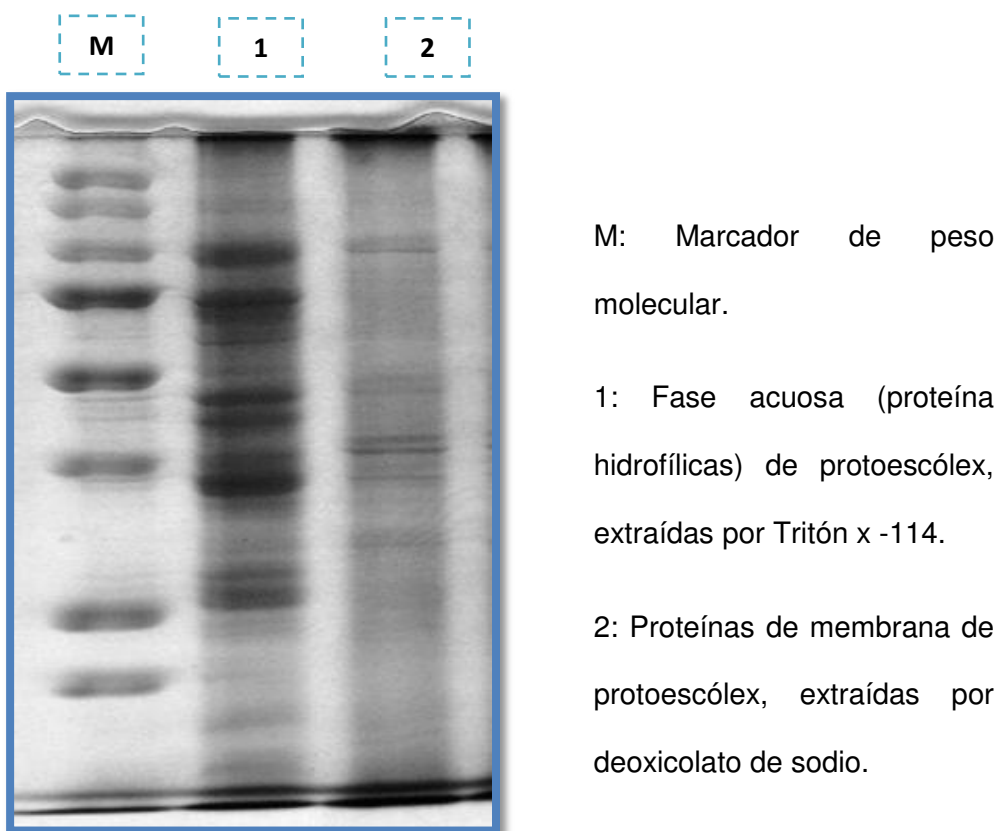 M 1 2
M: Marcador de peso
molecular.
1: Fase acuosa (proteína
hidrofílicas) de protoescólex,
extraídas por Tritón x -114.
2: Proteínas de membrana de
protoescólex, extraídas por
deoxicolato de sodio.